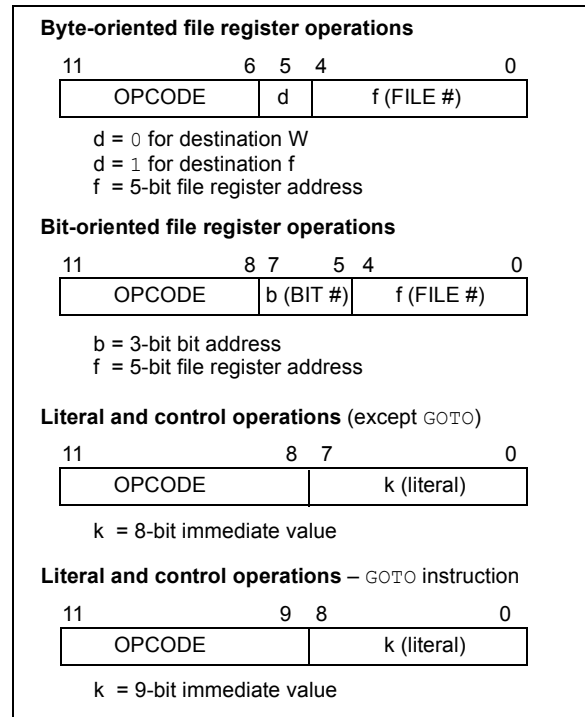 Byte-oriented file register operations
11 6 5 4 0
OPCODE d f (FILE #)
d = 0 for destination W
d = 1 for destination f
f = 5-bit file register address
Bit-oriented file register operations
11 8 7 5 4 0
OPCODE b (BIT #) f (FILE #)
b = 3-bit bit address
f = 5-bit file register address
Literal and control operations (except GOTO)
11 8 7 0
OPCODE k (literal)
k = 8-bit immediate value
Literal and control operations – GOTO instruction
11 9 8 0
OPCODE k (literal)
k = 9-bit immediate value